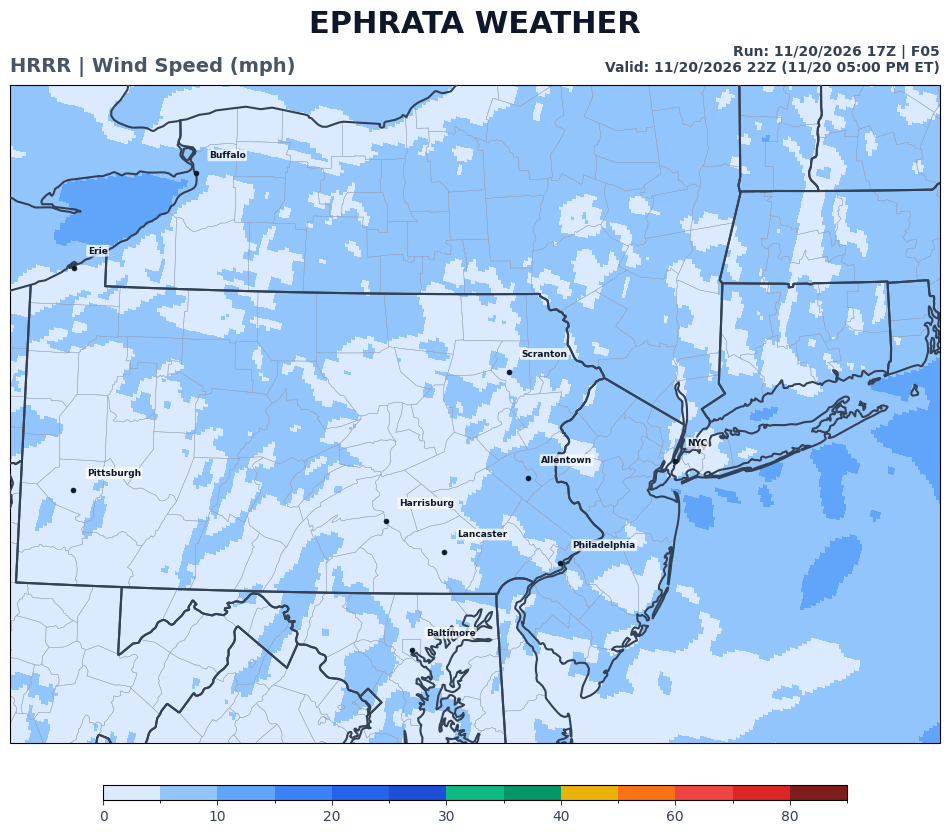 EPHRATA WEATHER
HRRR | Wind Speed (mph)
Run: 11/20/2026 17Z | F05
Valid: 11/20/2026 22Z (11/20 05:00 PM ET)
Buffalo
Erie
Scranton
NYC
Allentown
Pittsburgh
Harrisburg
Lancaster
Philadelphia
Baltimore
0 10 20 30 40 50 60 70 80